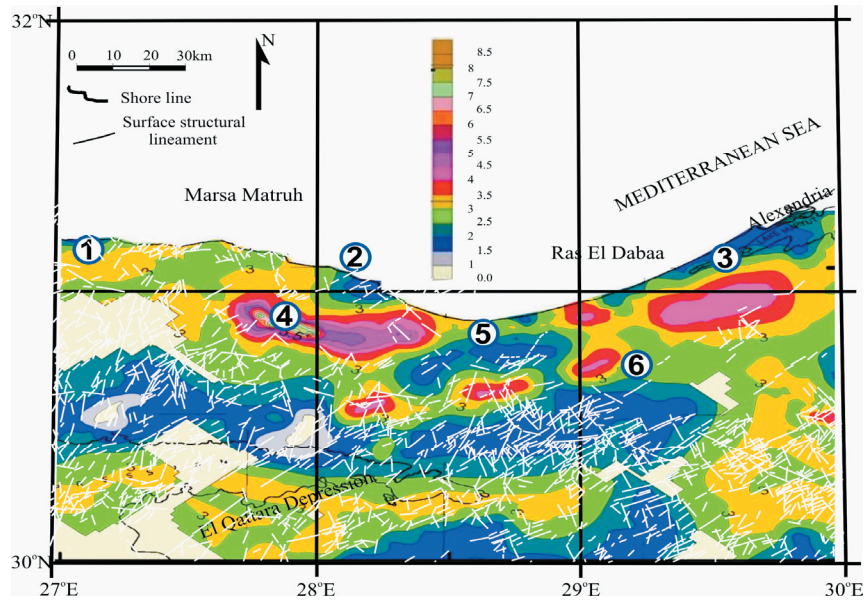 32°N
0 10 20 30km
N
Shore line
Surface structural
lineament
8.5
8
7.5
7
6.5
6
5.5
5
4.5
4
3.5
3
2.5
2
1.5
1
0.0
MEDITERRANEAN SEA
Marsa Matruh
Alexandria
Ras El Dabaa
1
2
3
4
5
6
El Qattara Depression
30°N
27°E
28°E
29°E
30°E